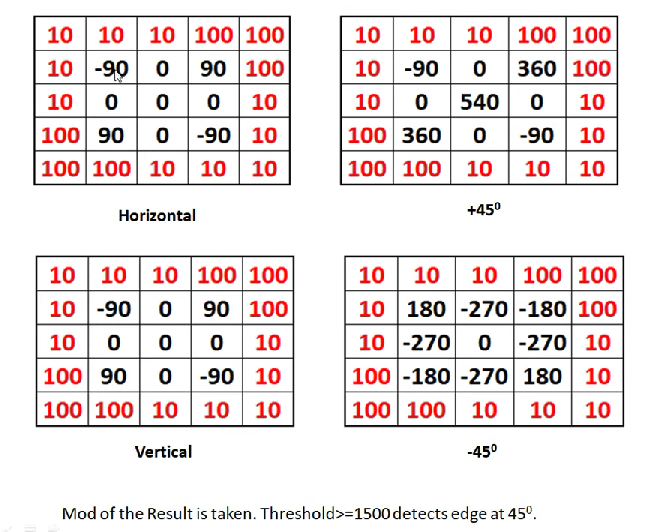 10 10 10 100 100
10 -90 0 90 100
10 0 0 0 10
100 90 0 -90 10
100 100 10 10 10
Horizontal
10 10 10 100 100
10 -90 0 360 100
10 0 540 0 10
100 360 0 -90 10
100 100 10 10 10
+45⁰
10 10 10 100 100
10 -90 0 90 100
10 0 0 0 10
100 90 0 -90 10
100 100 10 10 10
Vertical
10 10 10 100 100
10 180 -270 -180 100
10 -270 0 -270 10
100 -180 -270 180 10
100 100 10 10 10
-45⁰
Mod of the Result is taken. Threshold>=1500 detects edge at 45⁰.